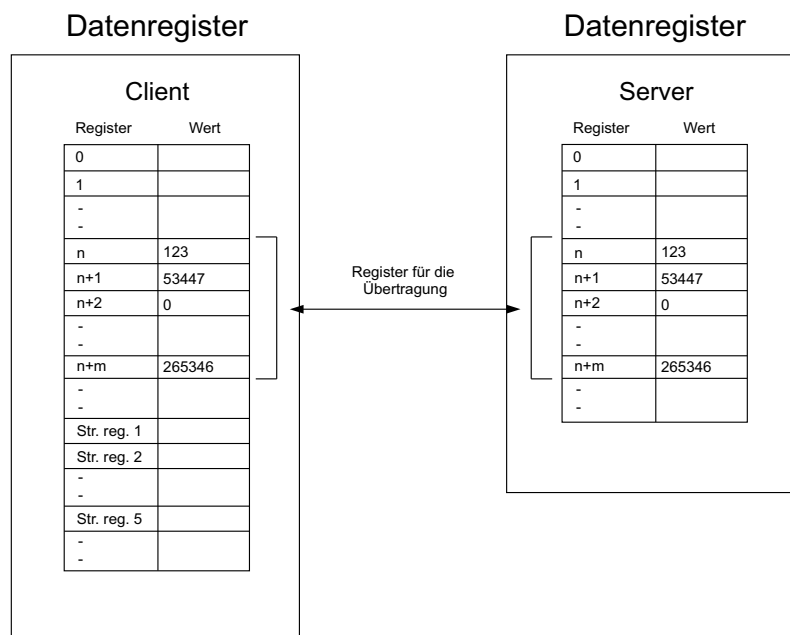 Datenregister
Client
Register Wert
0
1
-
-
n 123
n+1 53447
n+2 0
-
-
n+m 265346
-
-
Str. reg. 1
Str. reg. 2
-
-
Str. reg. 5
-
-
Register für die
Übertragung
Datenregister
Server
Register Wert
0
1
-
-
n 123
n+1 53447
n+2 0
-
-
n+m 265346
-
-